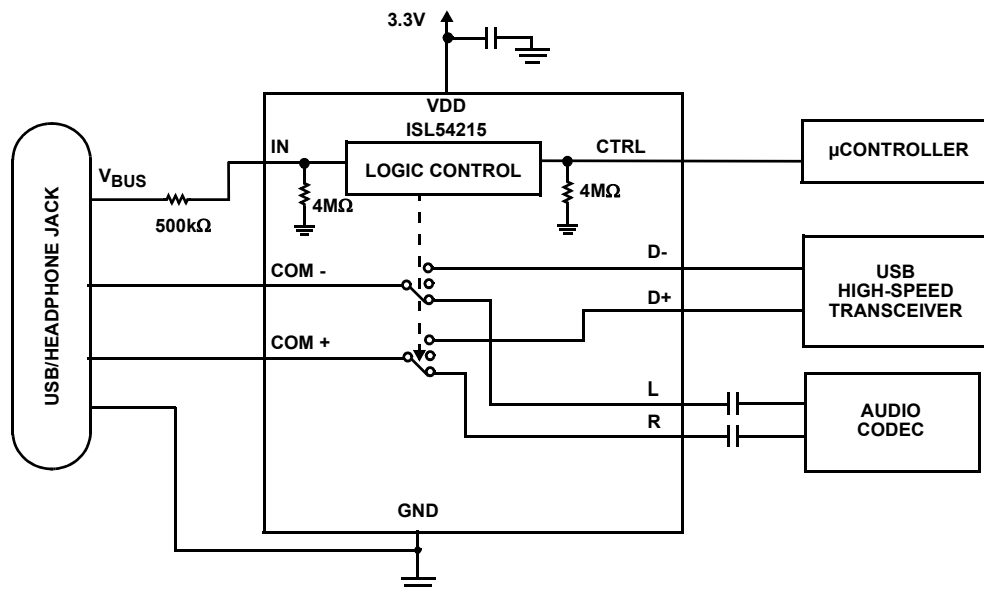 3.3V
VDD
ISL54215
IN
LOGIC CONTROL
CTRL
µCONTROLLER
4MΩ
4MΩ
VBUS
500kΩ
USB/HEADPHONE JACK
COM -
COM +
D-
D+
USB
HIGH-SPEED
TRANSCEIVER
L
R
AUDIO
CODEC
GND